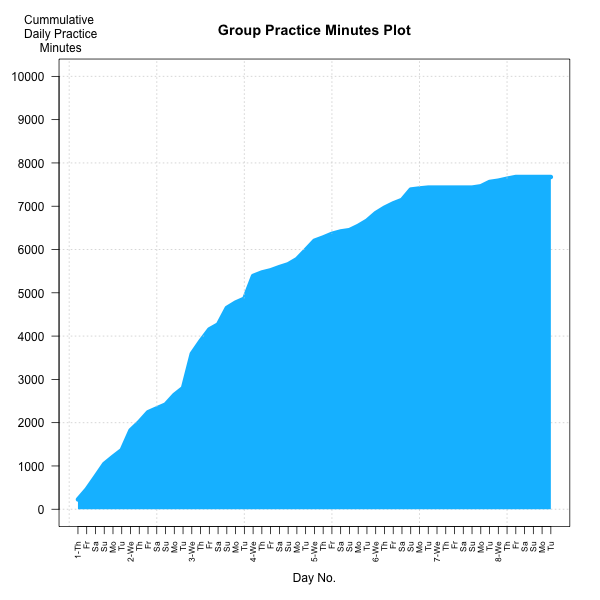 Cummulative
Daily Practice
Minutes
Group Practice Minutes Plot
10000
9000
8000
7000
6000
5000
4000
3000
2000
1000
0
1-Th Fr Sa Su Mo Tu 2-We Th Fr Sa Su Mo Tu 3-We Th Fr Sa Su Mo Tu 4-We Th Fr Sa Su Mo Tu 5-We Th Fr Sa Su Mo Tu 6-We Th Fr Sa Su Mo Tu 7-We Th Fr Sa Su Mo Tu 8-We Th Fr Sa Su Mo Tu
Day No.